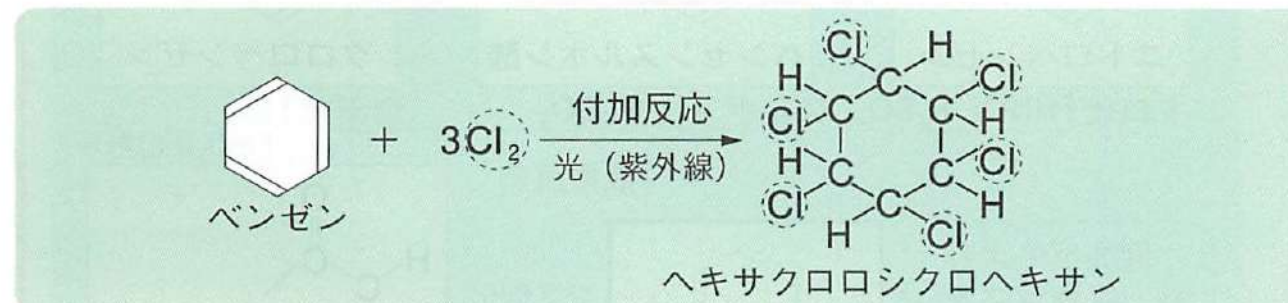 ベンゼン
+
3Cl₂
付加反応
光（紫外線）
Cl H
H C Cl
C C
Cl H
H Cl
C C
Cl C H
H Cl
ヘキサクロロシクロヘキサン